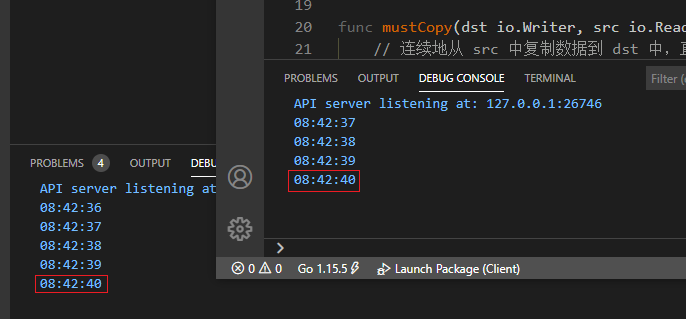 19
20 func mustCopy(dst io.Writer, src io.Rea
21 // 连续地从 src 中复制数据到 dst 中，
PROBLEMS OUTPUT DEBUG CONSOLE TERMINAL Filter (
API server listening at: 127.0.0.1:26746
08:42:37
08:42:38
08:42:39
08:42:40
0 0 Go 1.15.5 Launch Package (Client)
PROBLEMS 4 OUTPUT DEBU
API server listening at
08:42:36
08:42:37
08:42:38
08:42:39
08:42:40